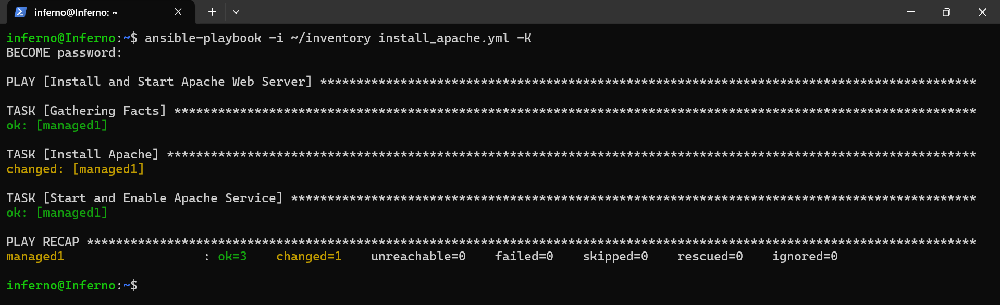 inferno@Inferno: ~
inferno@Inferno:~$ ansible-playbook -i ~/inventory install_apache.yml -K
BECOME password:
PLAY [Install and Start Apache Web Server] ******************************************************************************************
TASK [Gathering Facts] **************************************************************************************************************
ok: [managed1]
TASK [Install Apache] ***************************************************************************************************************
changed: [managed1]
TASK [Start and Enable Apache Service] **********************************************************************************************
ok: [managed1]
PLAY RECAP **************************************************************************************************************************
managed1                   : ok=3    changed=1    unreachable=0    failed=0    skipped=0    rescued=0    ignored=0
inferno@Inferno:~$